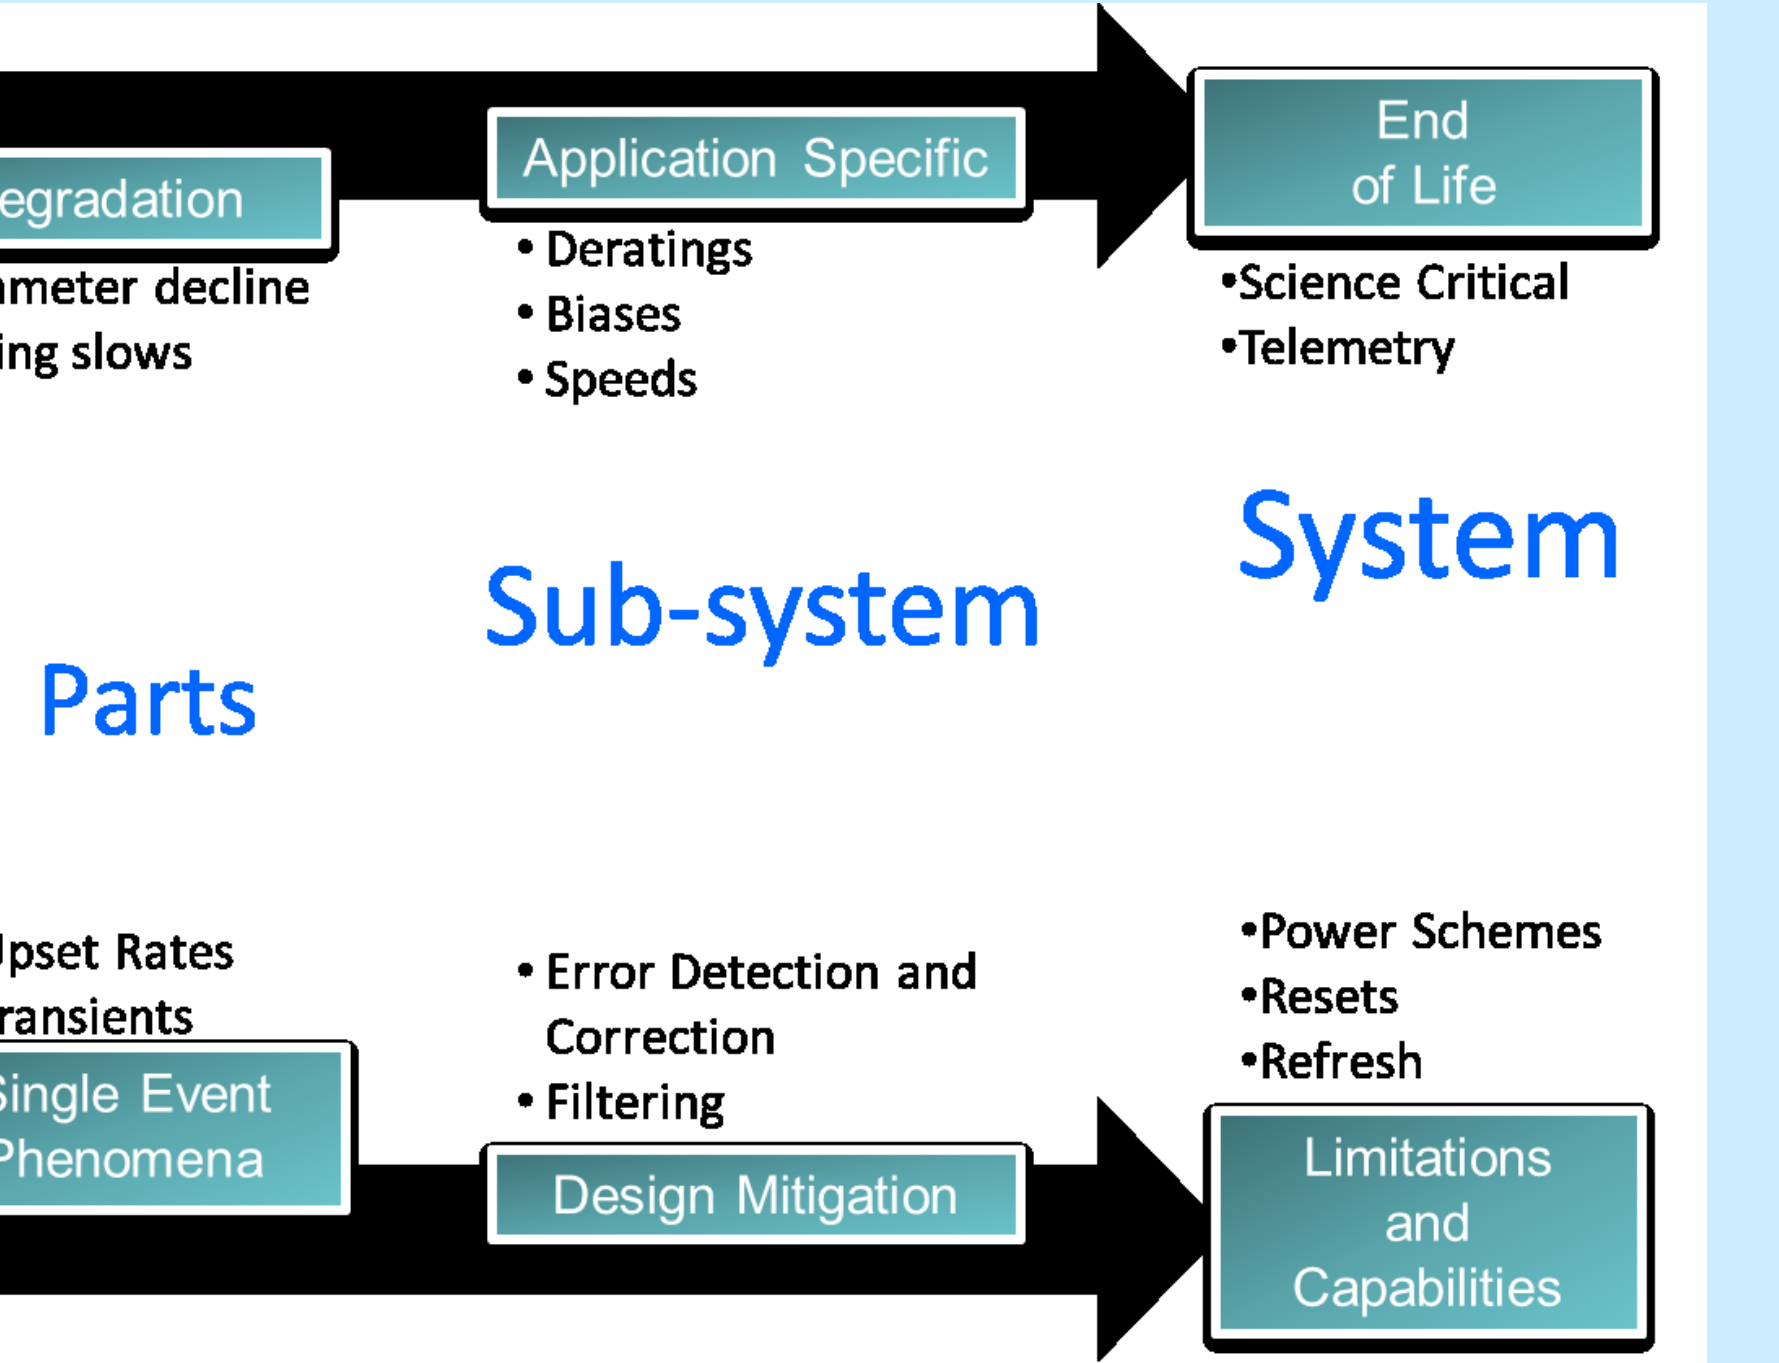 End
of Life
Application Specific
egradation
• Deratings
• Biases
• Speeds
•Science Critical
•Telemetry
meter decline
ing slows
System
Sub-system
Parts
pset Rates
ransients
• Error Detection and
Correction
• Filtering
•Power Schemes
•Resets
•Refresh
Single Event
Phenomena
Design Mitigation
Limitations
and
Capabilities